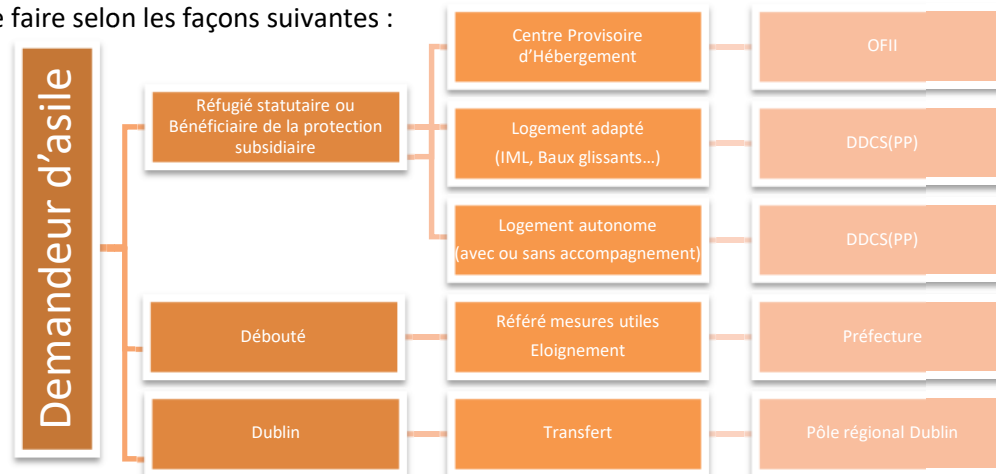 e faire selon les façons suivantes :
Demandeur d'asile
Réfugié statutaire ou
Bénéficiaire de la protection
subsidiaire
Centre Provisoire
d'Hébergement
OFII
Logement adapté
(IML, Baux glissants...)
DDCS(PP)
Logement autonome
(avec ou sans accompagnement)
DDCS(PP)
Débouté
Référé mesures utiles
Eloignement
Préfecture
Dublin
Transfert
Pôle régional Dublin